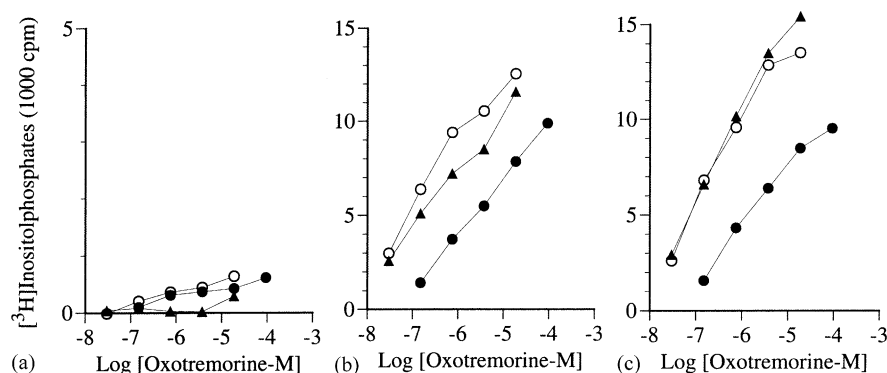 [³H]Inositolphosphates (1000 cpm)
5
0
-8 -7 -6 -5 -4 -3
(a) Log [Oxotremorine-M]
15
10
5
0
-8 -7 -6 -5 -4 -3
(b) Log [Oxotremorine-M]
15
10
5
0
-8 -7 -6 -5 -4 -3
(c) Log [Oxotremorine-M]